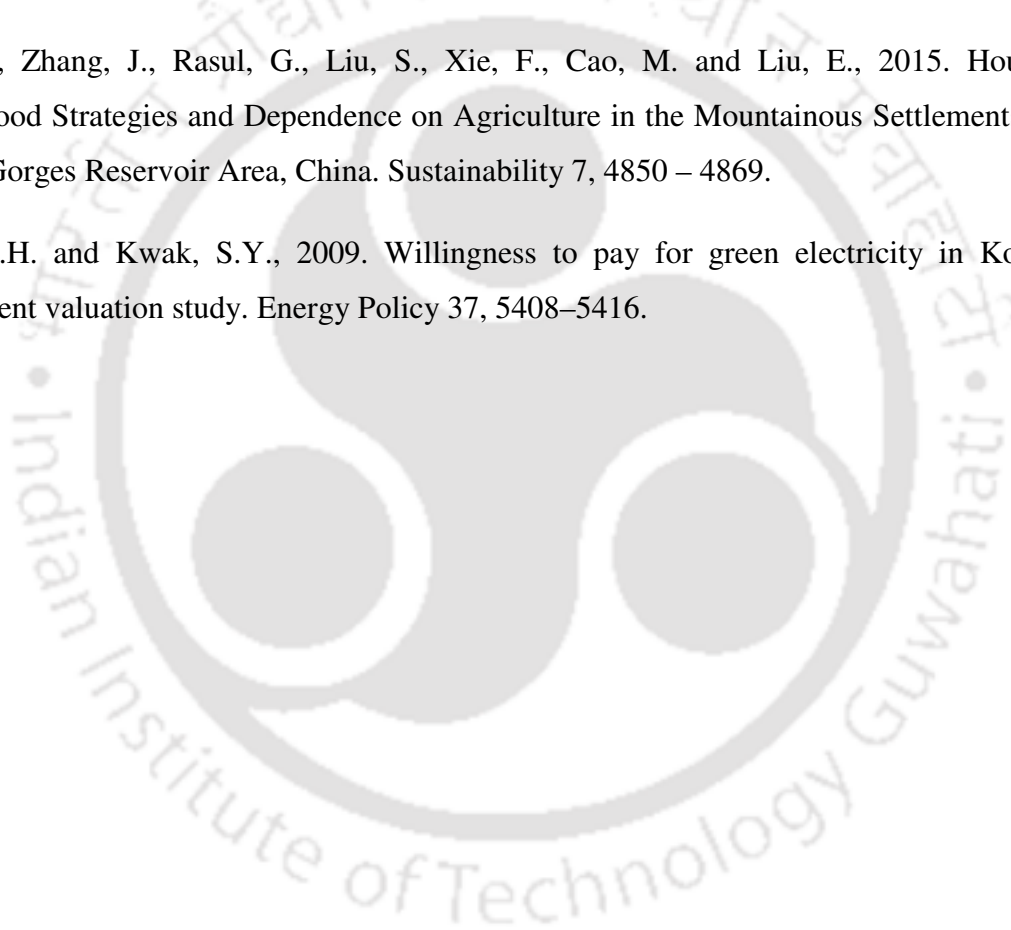 , Zhang, J., Rasul, G., Liu, S., Xie, F., Cao, M. and Liu, E., 2015. Hou
ood Strategies and Dependence on Agriculture in the Mountainous Settlement
Gorges Reservoir Area, China. Sustainability 7, 4850 – 4869.
.H. and Kwak, S.Y., 2009. Willingness to pay for green electricity in Ko
ent valuation study. Energy Policy 37, 5408–5416.
Indian Institute of Technology Guwahati